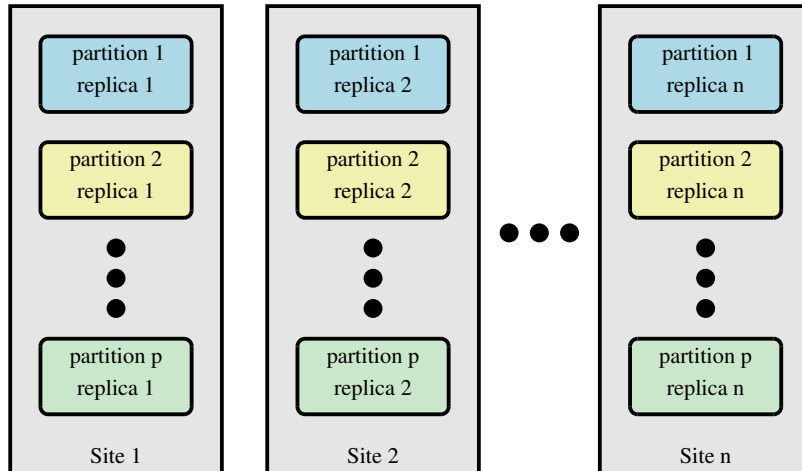 partition 1
replica 1
partition 2
replica 1
partition p
replica 1
Site 1
partition 1
replica 2
partition 2
replica 2
partition p
replica 2
Site 2
partition 1
replica n
partition 2
replica n
partition p
replica n
Site n